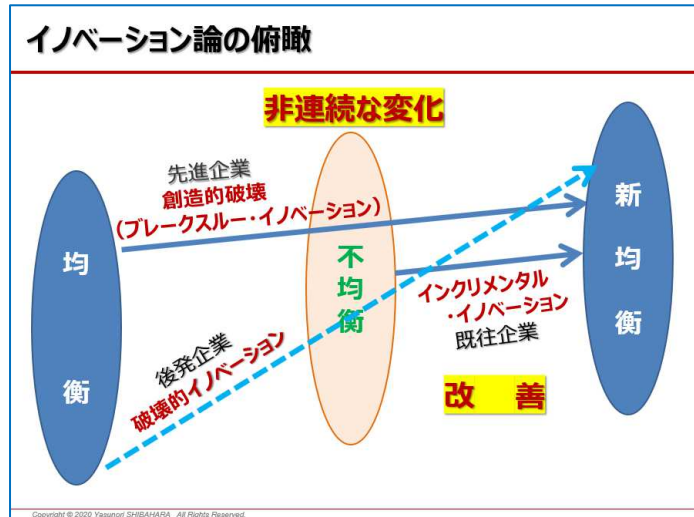 イノベーション論の俯瞰
非連続な変化
先進企業
創造的破壊
(ブレークスルー・イノベーション)
均衡
不均衡
新均衡
インクリメンタル
・イノベーション
既往企業
後発企業
破壊的イノベーション
改 善
Copyright © 2020 Yasunori SHIBAHARA All Rights Reserved.